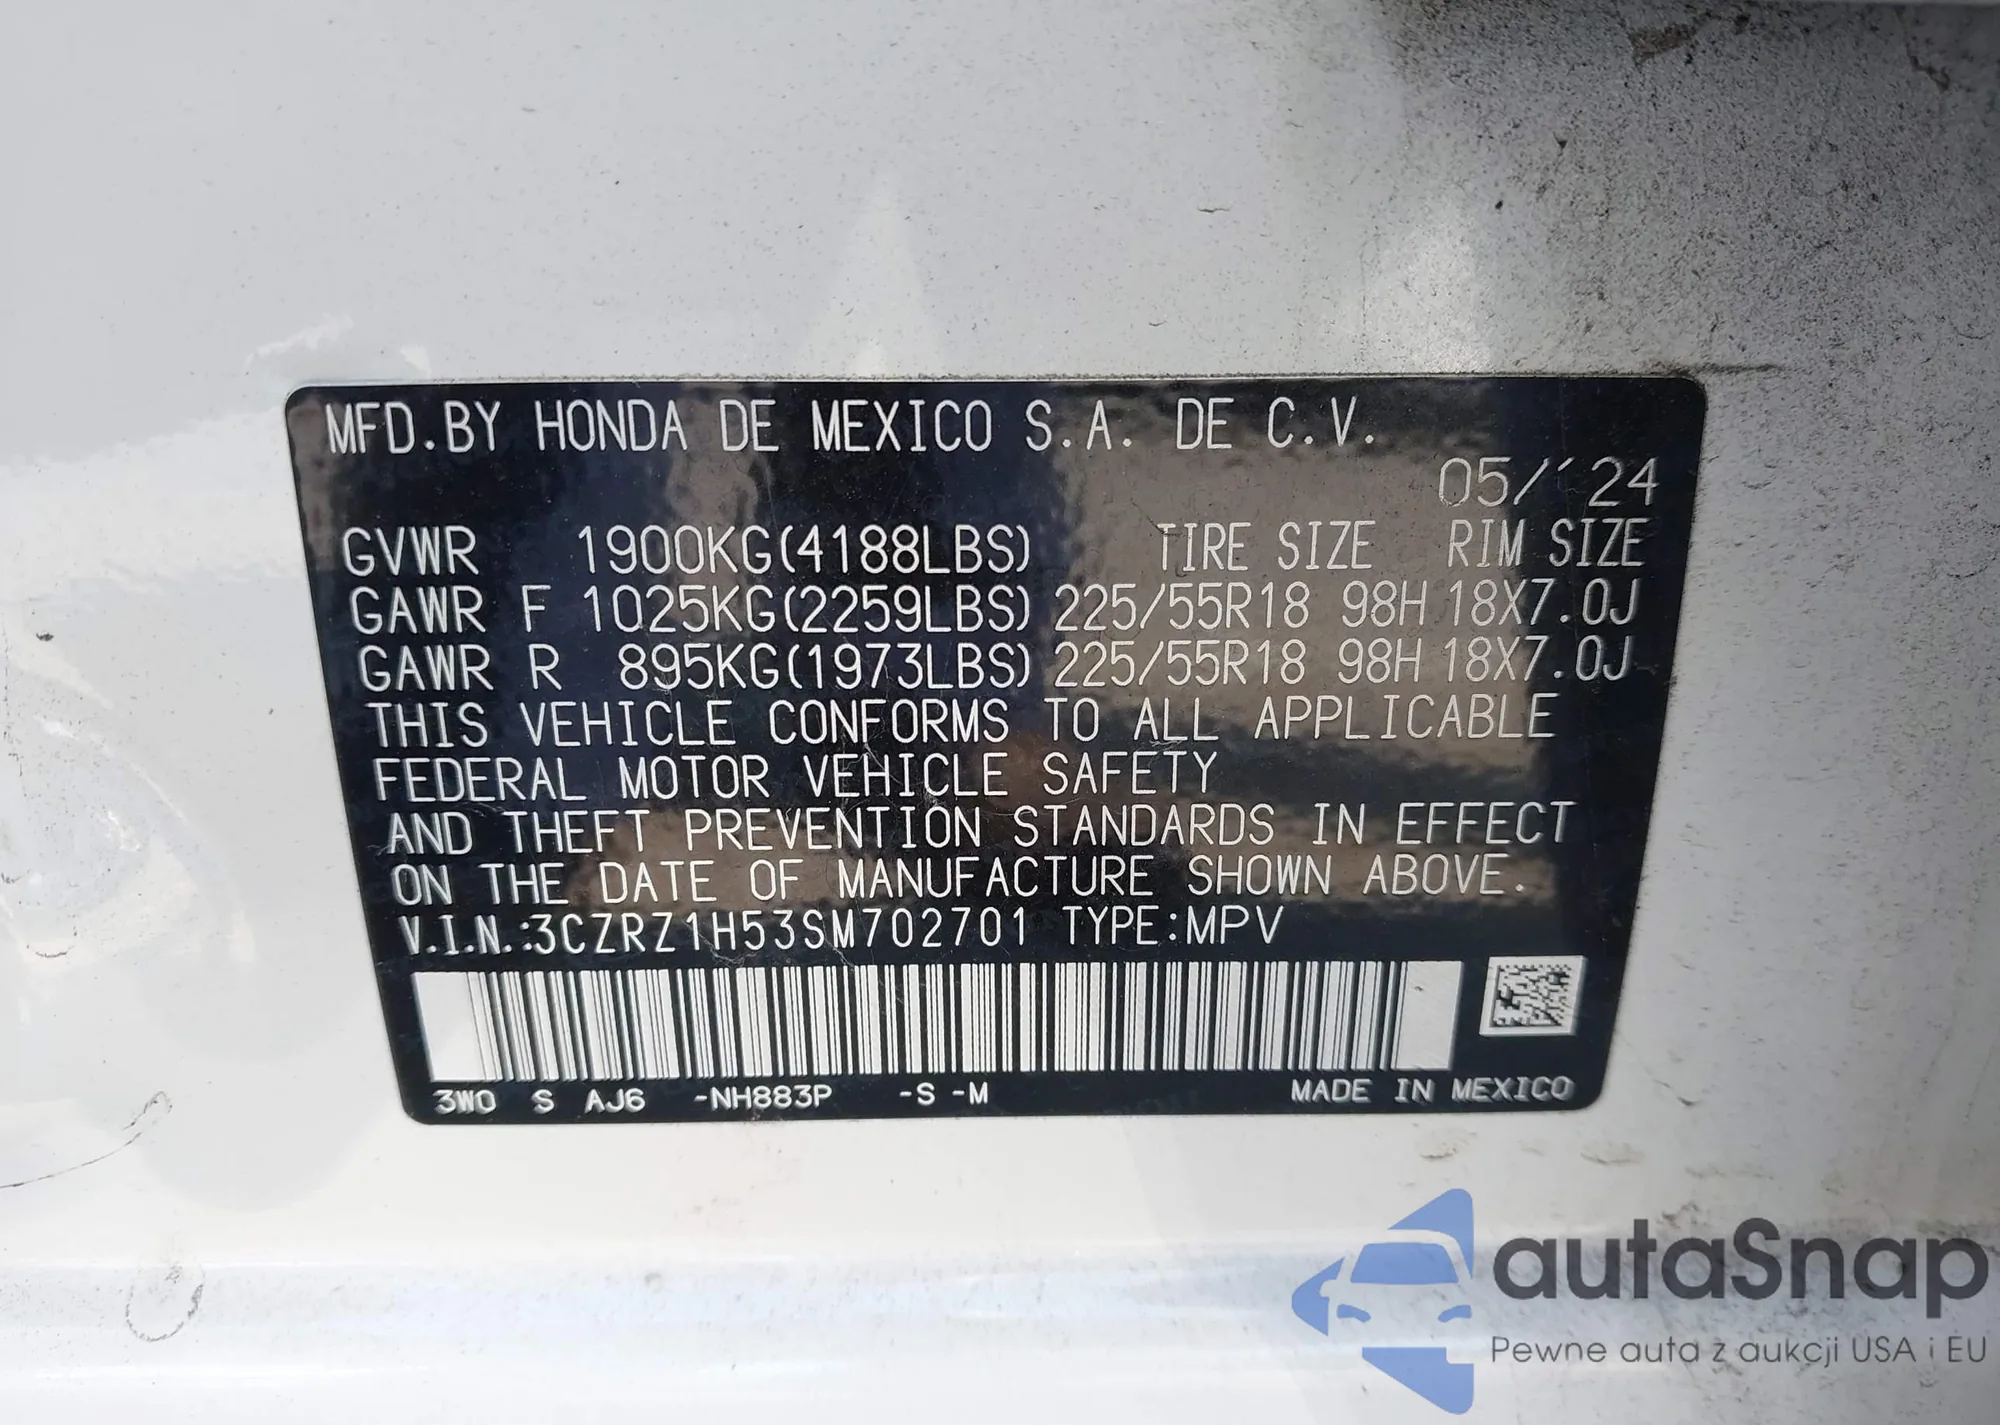 MFD.BY HONDA DE MEXICO S.A. DE C.V.
05/'24
GVWR 1900KG(4188LBS) TIRE SIZE RIM SIZE
GAWR F 1025KG(2259LBS) 225/55R18 98H 18X7.0J
GAWR R 895KG(1973LBS) 225/55R18 98H 18X7.0J
THIS VEHICLE CONFORMS TO ALL APPLICABLE
FEDERAL MOTOR VEHICLE SAFETY
AND THEFT PREVENTION STANDARDS IN EFFECT
ON THE DATE OF MANUFACTURE SHOWN ABOVE.
V.I.N.:3CZRZ1H53SM702701 TYPE:MPV
3W0 S AJ6 -NH883P -S -M MADE IN MEXICO
autaSnap
Pewne auta z aukcji USA i EU